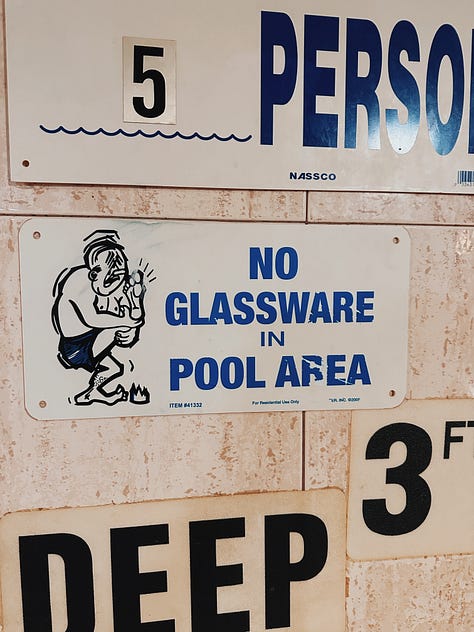 5 PERSO
NASSCO
NO
GLASSWARE
IN
POOL AREA
ITEM #41332 For Residential Use Only
3 FT
DEEP